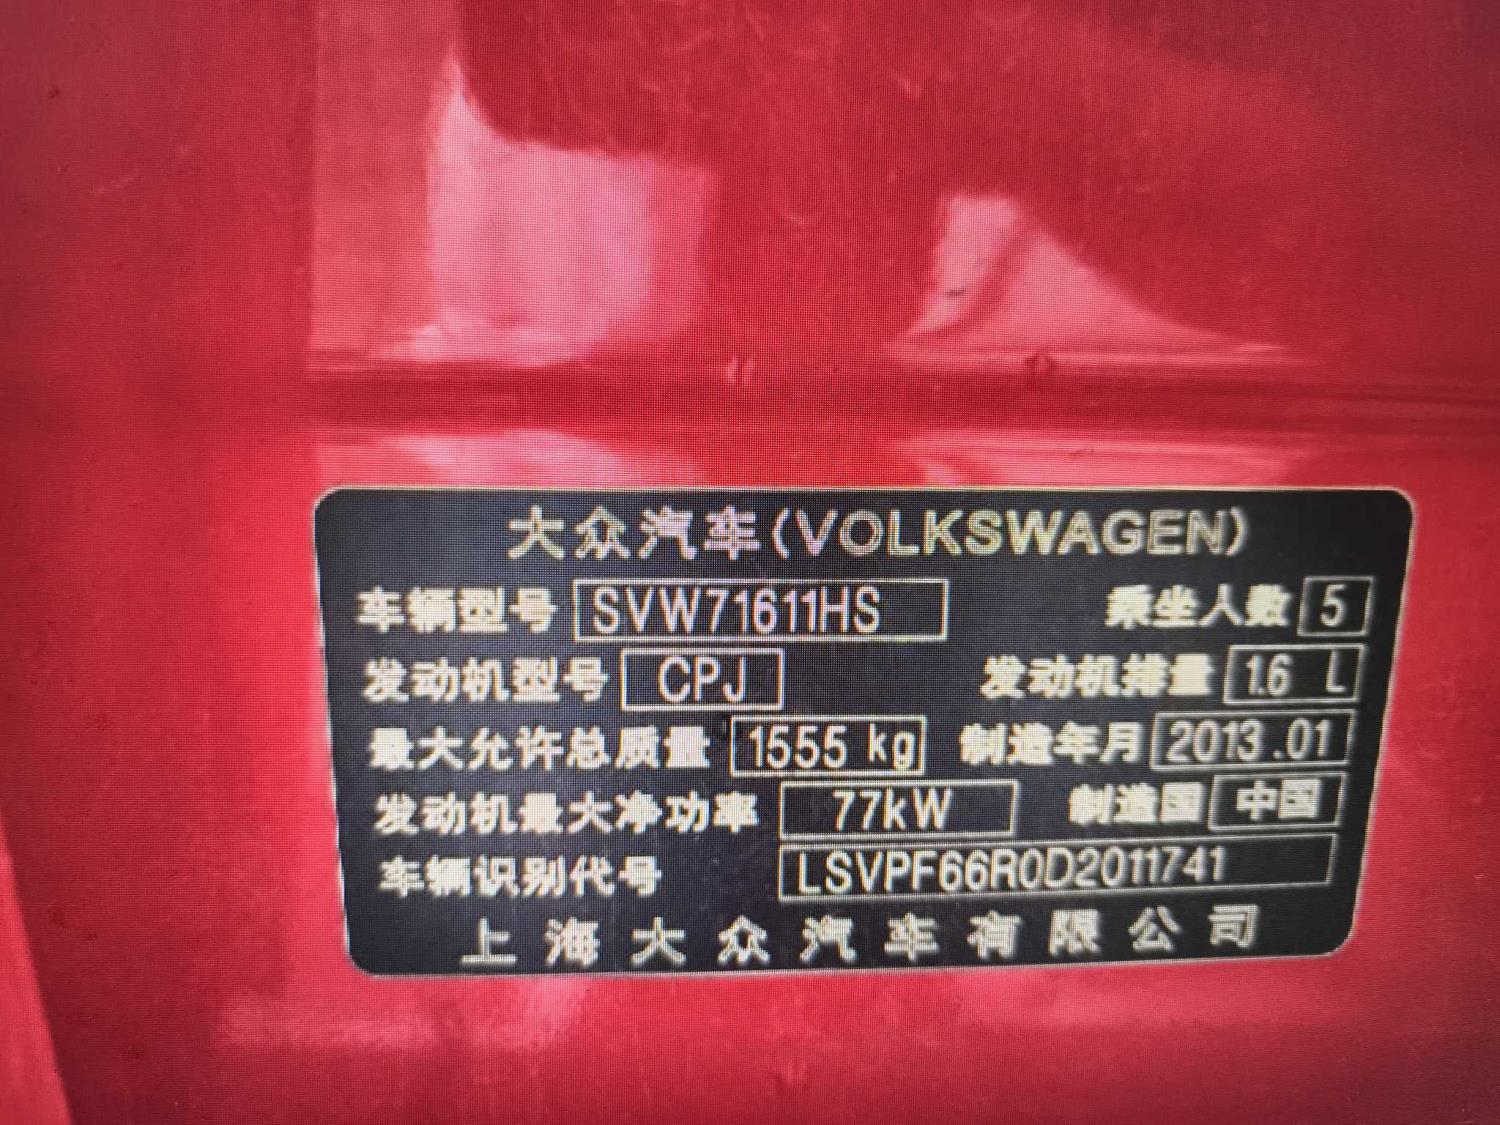 大众汽车(VOLKSWAGEN)
车辆型号 SVW71611HS 乘坐人数 5
发动机型号 CPJ 发动机排量 1.6 L
最大允许总质量 1555 kg 制造年月 2013.01
发动机最大净功率 77kW 制造国 中国
车辆识别代号 LSVPF66R0D2011741
上海大众汽车有限公司